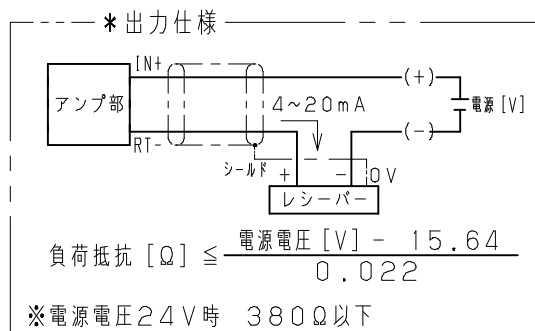 *出力仕様
IN+
(+)
アンプ部
4~20mA
電源[V]
RT-
(-)
シールド
+
-
0V
レシーバー
負荷抵抗[Ω]≦
電源電圧[V]- 15.64
0.022
※電源電圧24V時 380Ω以下